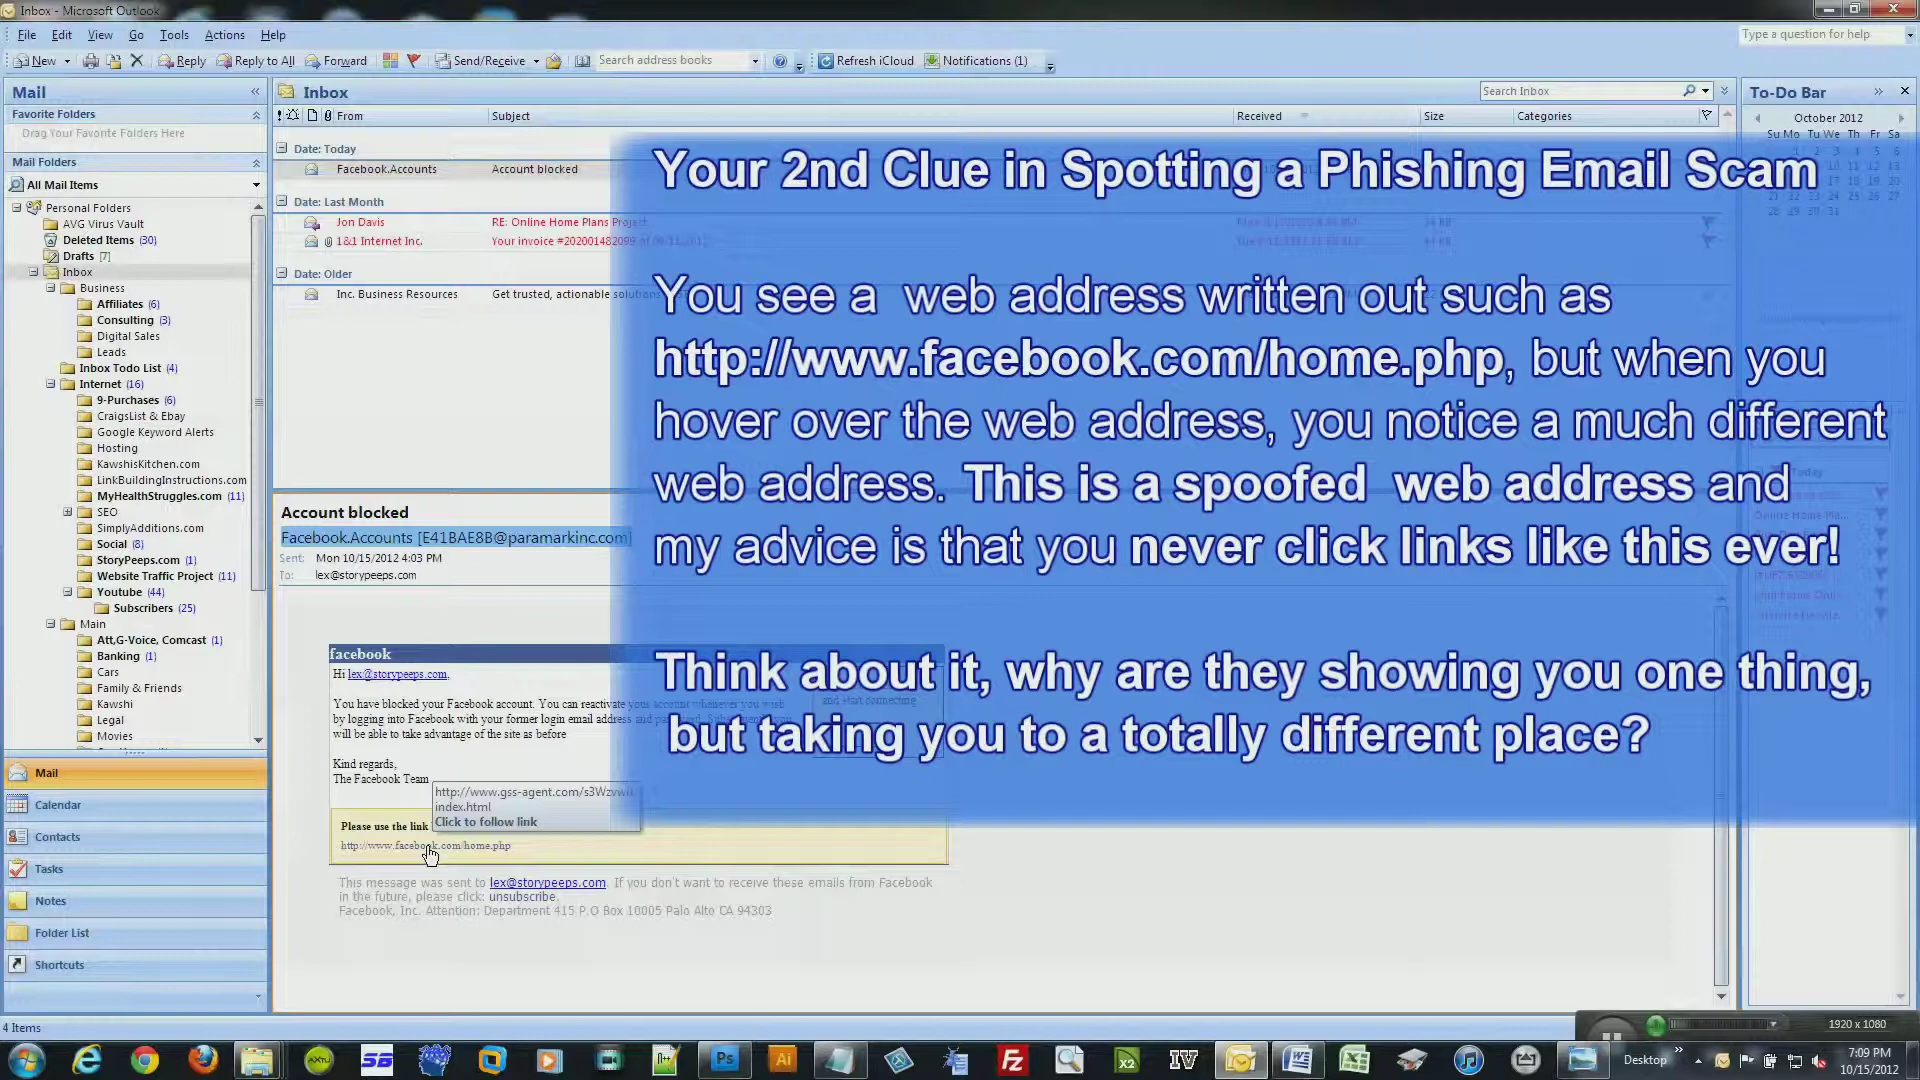 Inbox - Microsoft Outlook
File Edit View Go Tools Actions Help
Type a question for help
New Reply Reply to All Forward Send/Receive Search address books Refresh iCloud Notifications (1)
Mail
Favorite Folders
Drag Your Favorite Folders Here
Mail Folders
All Mail Items
Personal Folders
AVG Virus Vault
Deleted Items (30)
Drafts [7]
Inbox
Business
Affiliates (6)
Consulting (3)
Digital Sales
Leads
Inbox Todo List (4)
Internet (16)
9-Purchases (6)
CraigsList & Ebay
Google Keyword Alerts
Hosting
KawshisKitchen.com
LinkBuildingInstructions.com
MyHealthStruggles.com (11)
SEO
SimplyAdditions.com
Social (8)
StoryPeeps.com (1)
Website Traffic Project (11)
Youtube (44)
Subscribers (25)
Main
Att,G-Voice, Comcast (1)
Banking (1)
Cars
Family & Friends
Kawshi
Legal
Movies
Mail
Calendar
Contacts
Tasks
Notes
Folder List
Shortcuts
4 Items
Inbox
Search Inbox
From Subject Received Size Categories
Date: Today
Facebook.Accounts Account blocked
Date: Last Month
Jon Davis RE: Online Home Plans Project
1&1 Internet Inc. Your invoice #202001482099
Date: Older
Inc. Business Resources Get trusted, actionable solutions
Your 2nd Clue in Spotting a Phishing Email Scam
You see a web address written out such as
http://www.facebook.com/home.php, but when you
hover over the web address, you notice a much different
web address. This is a spoofed web address and
my advice is that you never click links like this ever!
Think about it, why are they showing you one thing,
but taking you to a totally different place?
Account blocked
Facebook.Accounts [E41BAE8B@paramarkinc.com]
Sent: Mon 10/15/2012 4:03 PM
To: lex@storypeeps.com
facebook
Hi lex@storypeeps.com,
You have blocked your Facebook account. You can reactivate your account whenever you wish
by logging into Facebook with your former login email address and
will be able to take advantage of the site as before
and start connecting
Kind regards,
The Facebook Team
http://www.gss-agent.com/
index.html
Click to follow link
Please use the link
http://www.facebook.com/home.php
This message was sent to lex@storypeeps.com. If you don't want to receive these emails from Facebook
in the future, please click: unsubscribe.
Facebook, Inc. Attention: Department 415 P.O Box 10005 Palo Alto CA 94303
To-Do Bar
October 2012
Su Mo Tu We Th Fr Sa
1920 x 1080
Desktop
7:09 PM
10/15/2012